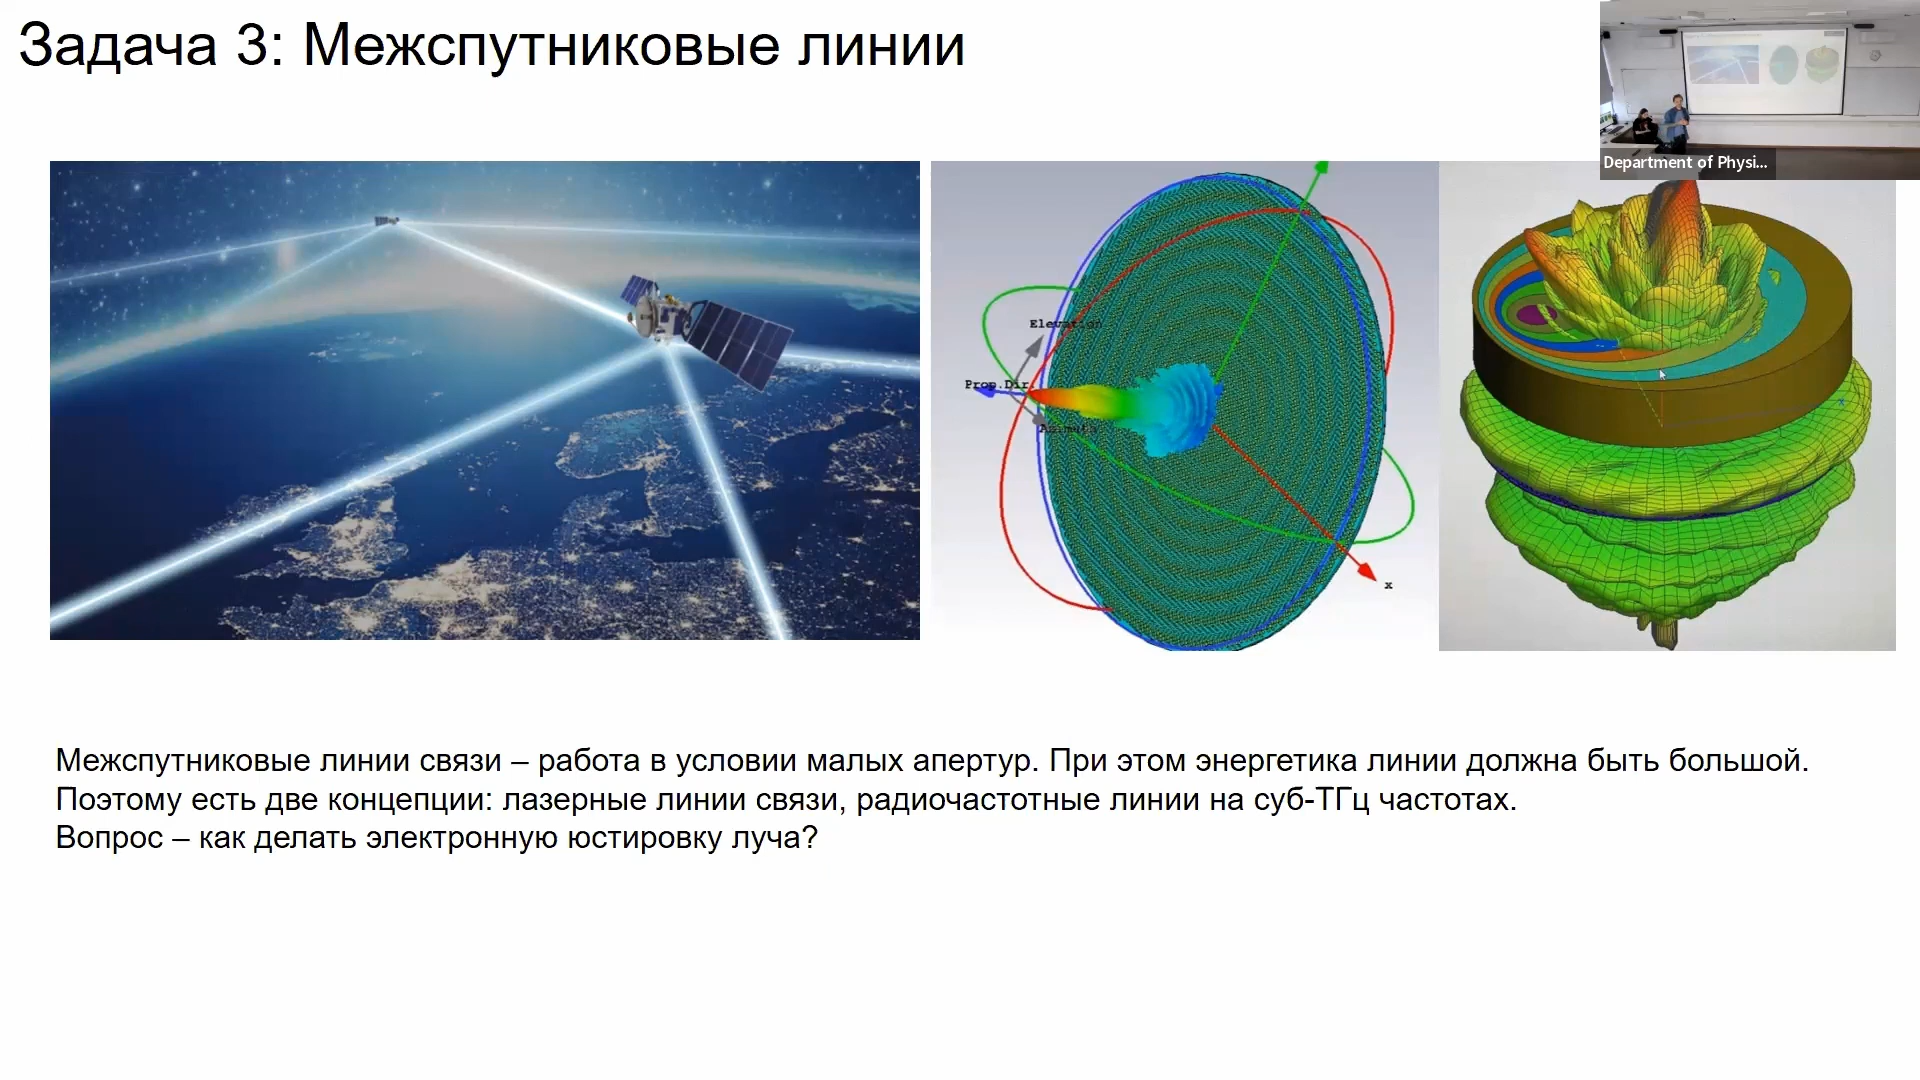 Задача 3: Межспутниковые линии
Department of Physi...
Elevation
Prop.Dir.
Azimuth
x
x
Межспутниковые линии связи – работа в условии малых апертур. При этом энергетика линии должна быть большой.
Поэтому есть две концепции: лазерные линии связи, радиочастотные линии на суб-ТГц частотах.
Вопрос – как делать электронную юстировку луча?